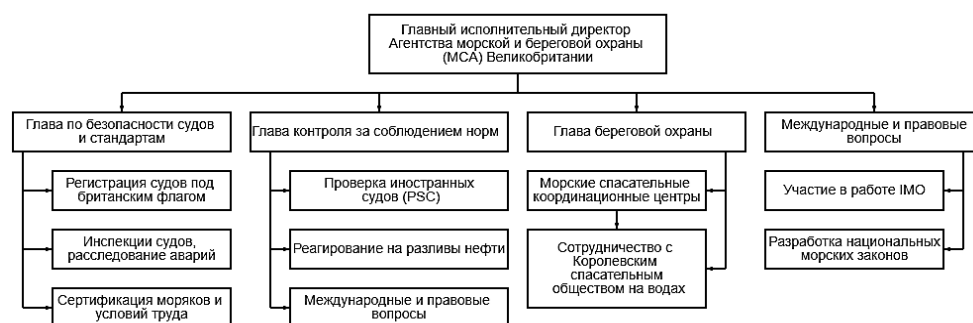 Главный исполнительный директор
Агентства морской и береговой охраны
(MCA) Великобритании
Глава по безопасности судов
и стандартам
Глава контроля за соблюдением норм
Глава береговой охраны
Международные и правовые
вопросы
Регистрация судов под
британским флагом
Проверка иностранных
судов (PSC)
Морские спасательные
координационные центры
Участие в работе IMO
Инспекции судов,
расследование аварий
Реагирование на разливы нефти
Сотрудничество с
Королевским
спасательным
обществом на водах
Разработка национальных
морских законов
Сертификация моряков и
условий труда
Международные и правовые
вопросы